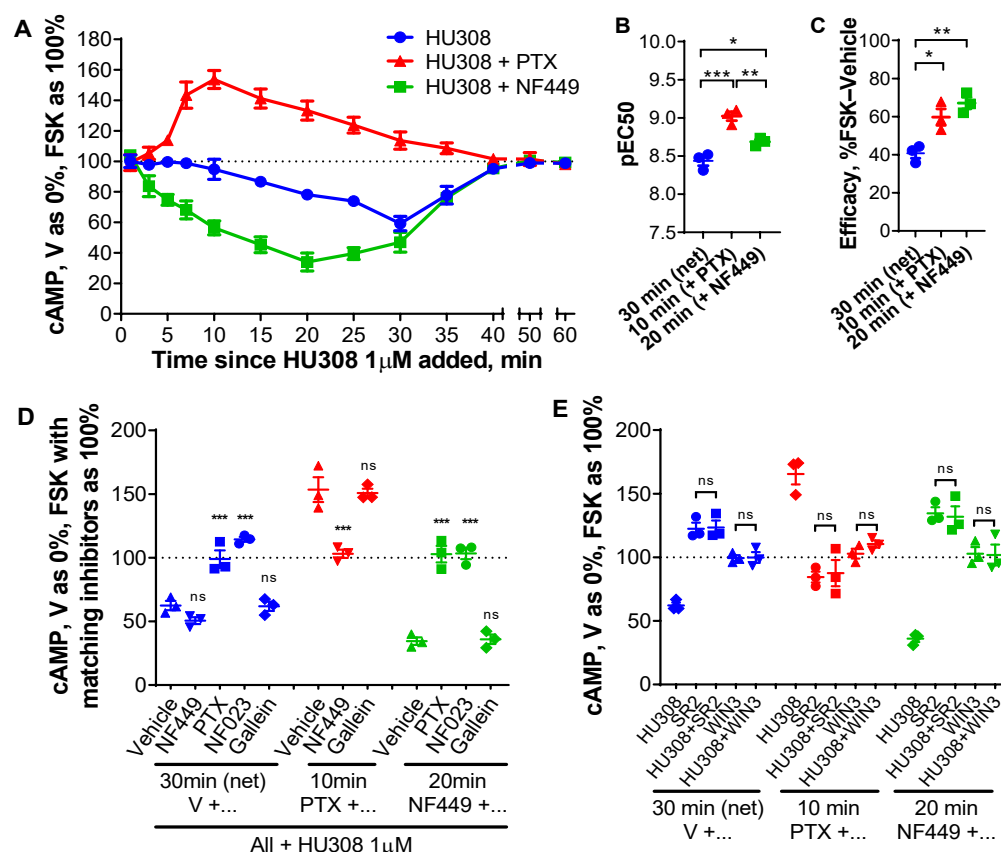 A
cAMP, V as 0%, FSK as 100%
180
160
140
120
100
80
60
40
20
0
0
5
10
15
20
25
30
35
40
50
60
Time since HU308 1μM added, min
HU308
HU308 + PTX
HU308 + NF449
B
pEC50
9.5
9.0
8.5
8.0
7.5
*
*** **
30 min (net)
10 min (+ PTX)
20 min (+ NF449)
C
Efficacy, %FSK–Vehicle
100
80
60
40
20
0
**
*
30 min (net)
10 min (+ PTX)
20 min (+ NF449)
D
cAMP, V as 0%, FSK with
matching inhibitors as 100%
200
150
100
50
0
ns
***
***
ns
***
ns
***
***
ns
Vehicle
NF449
PTX
NF023
Gallein
Vehicle
NF449
Gallein
Vehicle
PTX
NF023
Gallein
30min (net)
V +...
10min
PTX +...
20min
NF449 +...
All + HU308 1μM
E
cAMP, V as 0%, FSK as 100%
200
150
100
50
0
ns
ns
ns
ns
ns
ns
HU308
SR2
HU308+SR2
WIN3
HU308+WIN3
HU308
SR2
HU308+SR2
WIN3
HU308+WIN3
HU308
SR2
HU308+SR2
WIN3
HU308+WIN3
30 min (net)
V +...
10 min
PTX +...
20 min
NF449 +...